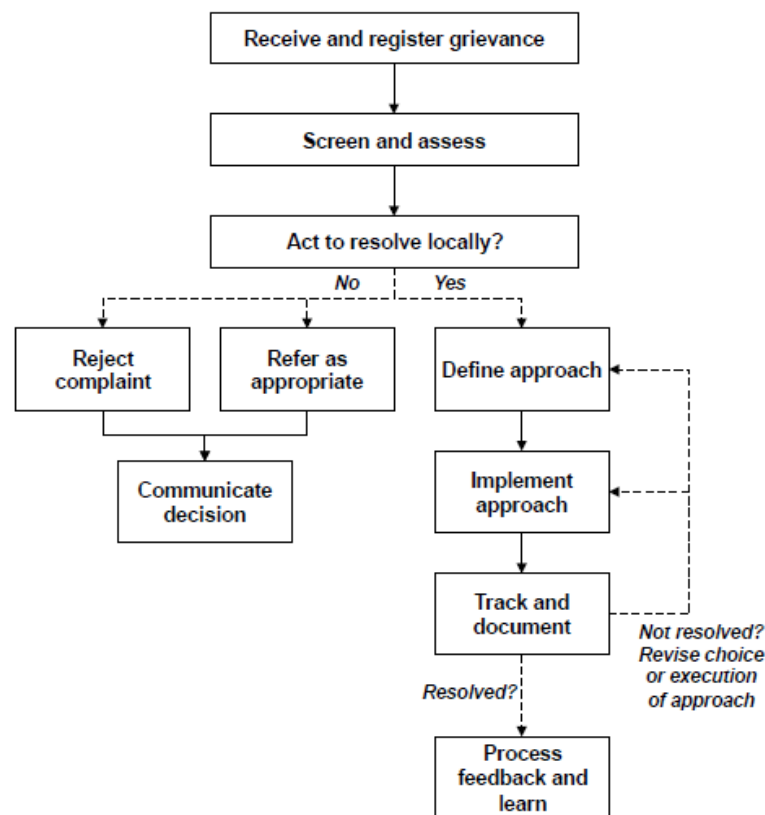 Receive and register grievance
Screen and assess
Act to resolve locally?
No
Yes
Reject
complaint
Refer as
appropriate
Define approach
Communicate
decision
Implement
approach
Track and
document
Not resolved?
Revise choice
or execution
of approach
Resolved?
Process
feedback and
learn